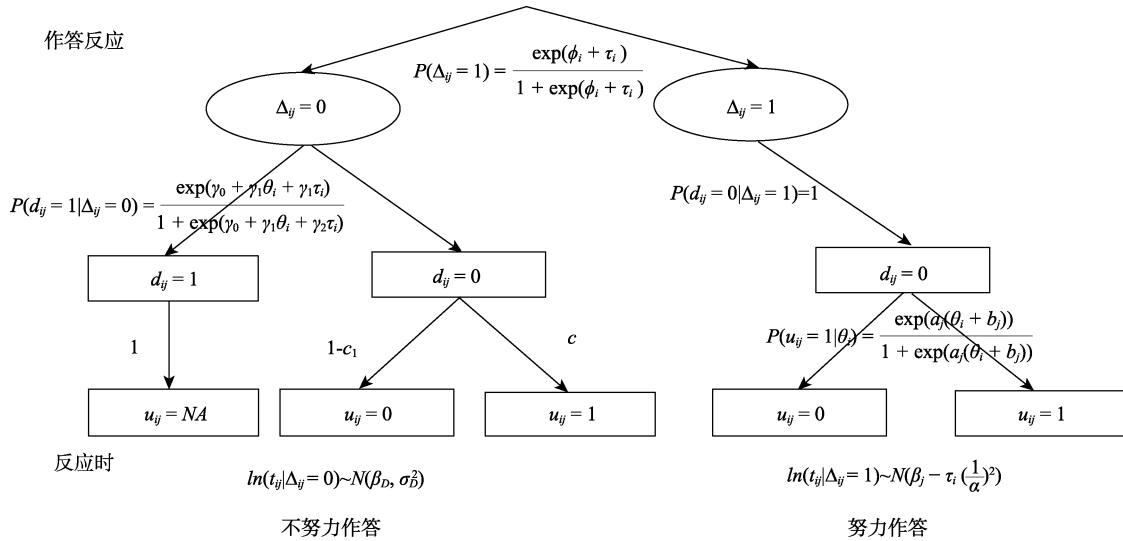 作答反应
P(Δij = 1) = exp(ϕi + τi) / 1 + exp(ϕi + τi)
Δij = 0
Δij = 1
P(dij = 1|Δij = 0) = exp(γ0 + γ1θi + γ1τi) / 1 + exp(γ0 + γ1θi + γ2τi)
P(dij = 0|Δij = 1)=1
dij = 1
dij = 0
dij = 0
1
1-c1
c
P(uij = 1|θi) = exp(aj(θi + bj)) / 1 + exp(aj(θi + bj))
uij = NA
uij = 0
uij = 1
uij = 0
uij = 1
反应时
ln(tij|Δij = 0)~N(βD, σD²)
ln(tij|Δij = 1)~N(βj − τi (1/α)²)
不努力作答
努力作答